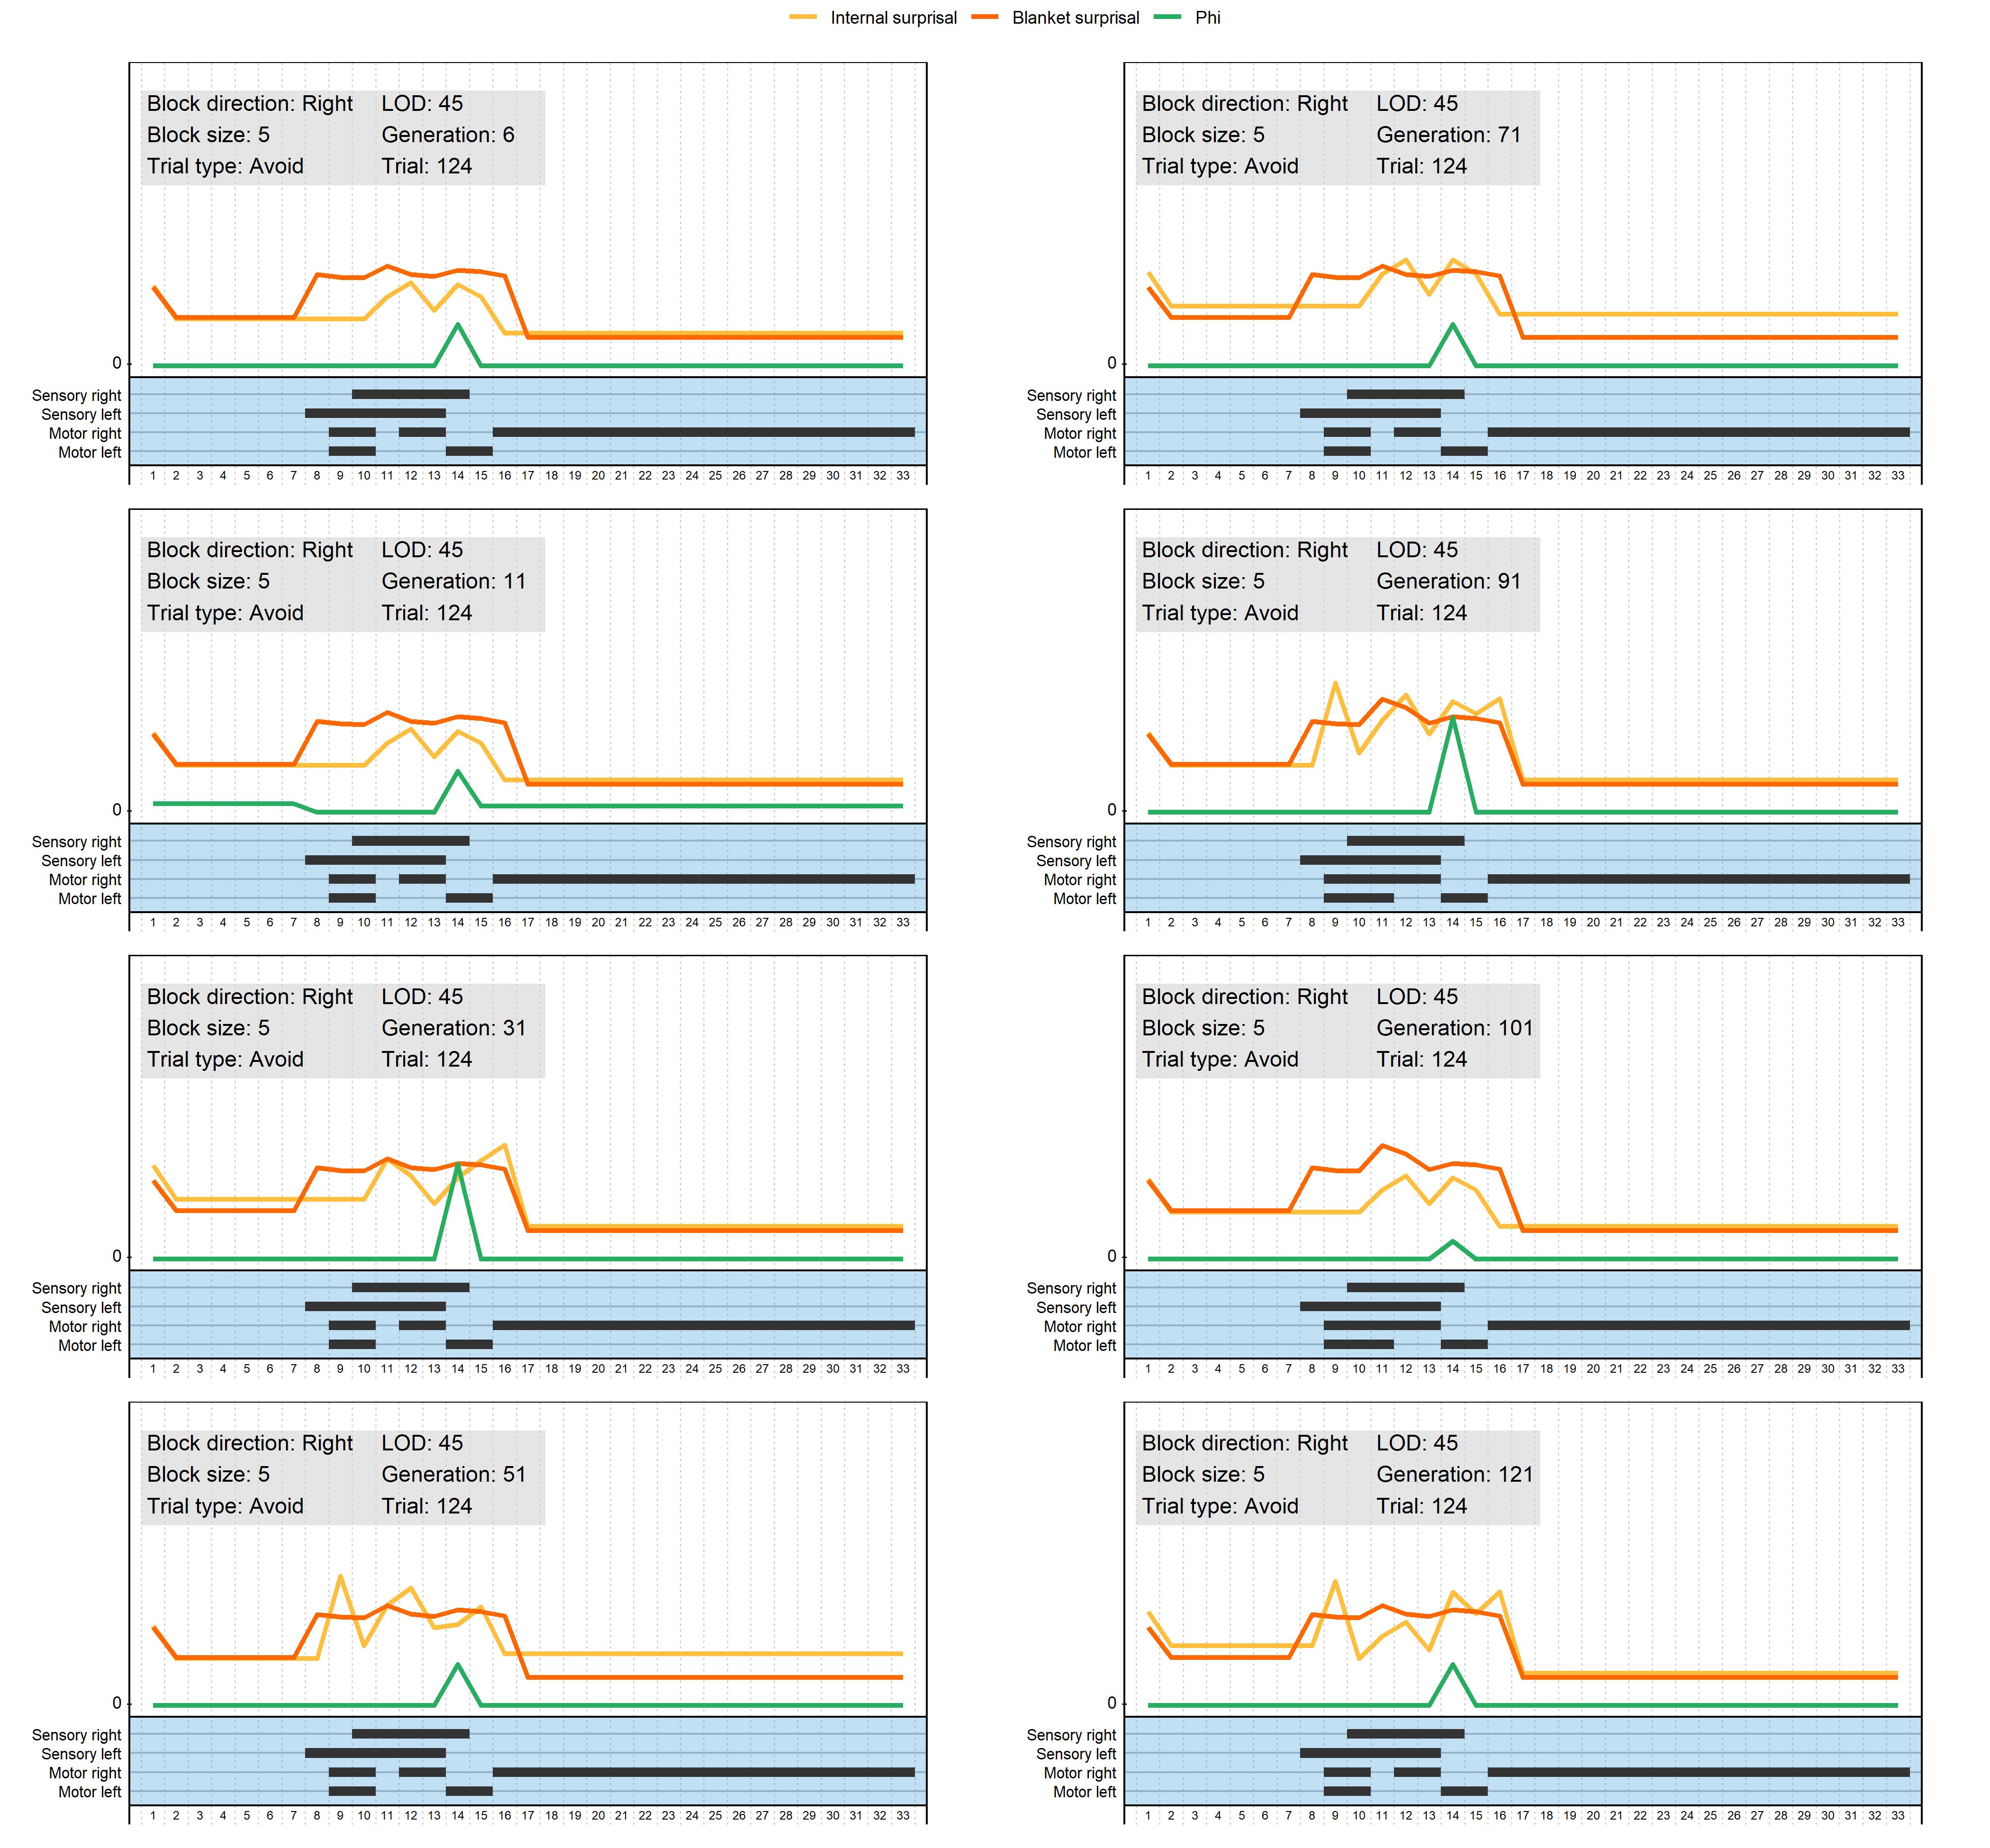 Internal surprisal Blanket surprisal Phi
Block direction: Right LOD: 45
Block size: 5 Generation: 6
Trial type: Avoid Trial: 124
0
Sensory right
Sensory left
Motor right
Motor left
1 2 3 4 5 6 7 8 9 10 11 12 13 14 15 16 17 18 19 20 21 22 23 24 25 26 27 28 29 30 31 32 33
Block direction: Right LOD: 45
Block size: 5 Generation: 71
Trial type: Avoid Trial: 124
0
Sensory right
Sensory left
Motor right
Motor left
1 2 3 4 5 6 7 8 9 10 11 12 13 14 15 16 17 18 19 20 21 22 23 24 25 26 27 28 29 30 31 32 33
Block direction: Right LOD: 45
Block size: 5 Generation: 11
Trial type: Avoid Trial: 124
0
Sensory right
Sensory left
Motor right
Motor left
1 2 3 4 5 6 7 8 9 10 11 12 13 14 15 16 17 18 19 20 21 22 23 24 25 26 27 28 29 30 31 32 33
Block direction: Right LOD: 45
Block size: 5 Generation: 91
Trial type: Avoid Trial: 124
0
Sensory right
Sensory left
Motor right
Motor left
1 2 3 4 5 6 7 8 9 10 11 12 13 14 15 16 17 18 19 20 21 22 23 24 25 26 27 28 29 30 31 32 33
Block direction: Right LOD: 45
Block size: 5 Generation: 31
Trial type: Avoid Trial: 124
0
Sensory right
Sensory left
Motor right
Motor left
1 2 3 4 5 6 7 8 9 10 11 12 13 14 15 16 17 18 19 20 21 22 23 24 25 26 27 28 29 30 31 32 33
Block direction: Right LOD: 45
Block size: 5 Generation: 101
Trial type: Avoid Trial: 124
0
Sensory right
Sensory left
Motor right
Motor left
1 2 3 4 5 6 7 8 9 10 11 12 13 14 15 16 17 18 19 20 21 22 23 24 25 26 27 28 29 30 31 32 33
Block direction: Right LOD: 45
Block size: 5 Generation: 51
Trial type: Avoid Trial: 124
0
Sensory right
Sensory left
Motor right
Motor left
1 2 3 4 5 6 7 8 9 10 11 12 13 14 15 16 17 18 19 20 21 22 23 24 25 26 27 28 29 30 31 32 33
Block direction: Right LOD: 45
Block size: 5 Generation: 121
Trial type: Avoid Trial: 124
0
Sensory right
Sensory left
Motor right
Motor left
1 2 3 4 5 6 7 8 9 10 11 12 13 14 15 16 17 18 19 20 21 22 23 24 25 26 27 28 29 30 31 32 33